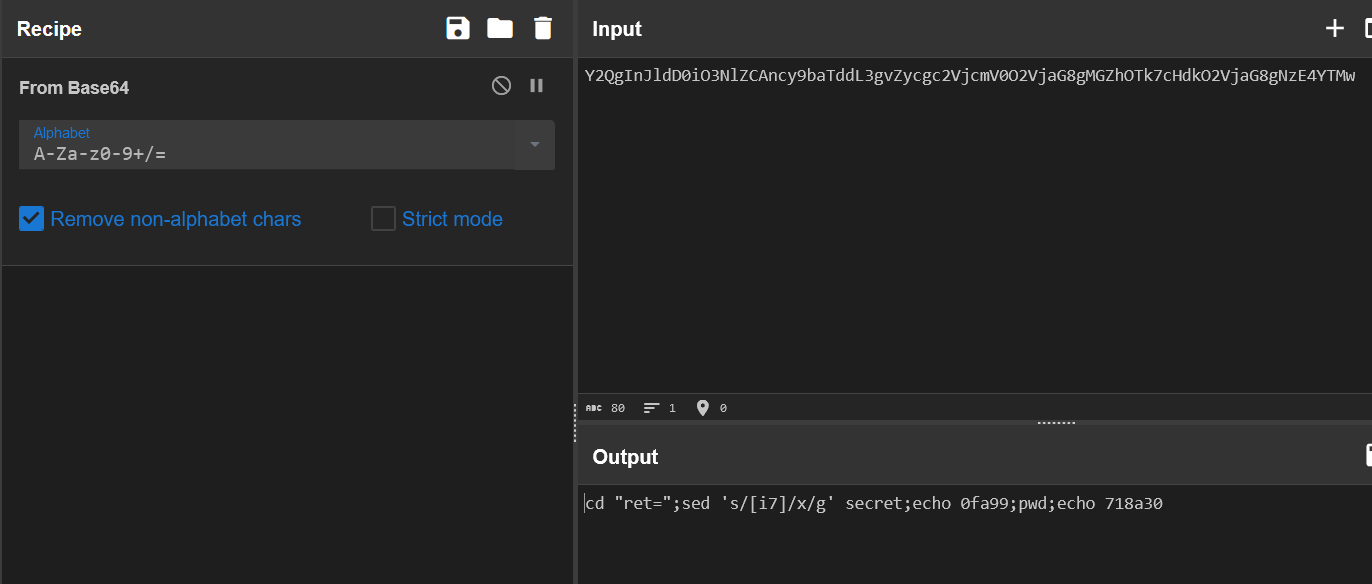 Recipe
From Base64
Alphabet
A-Za-z0-9+/=
Remove non-alphabet chars
Strict mode
Input
Y2QgInJldD0iO3NlZCAncy9baTddL3gvZycgc2VjcmV0O2VjaG8gMGZhOTk7cHdkO2VjaG8gNzE4YTMw
ABC 80 1 0
Output
cd "ret=";sed 's/[i7]/x/g' secret;echo 0fa99;pwd;echo 718a30